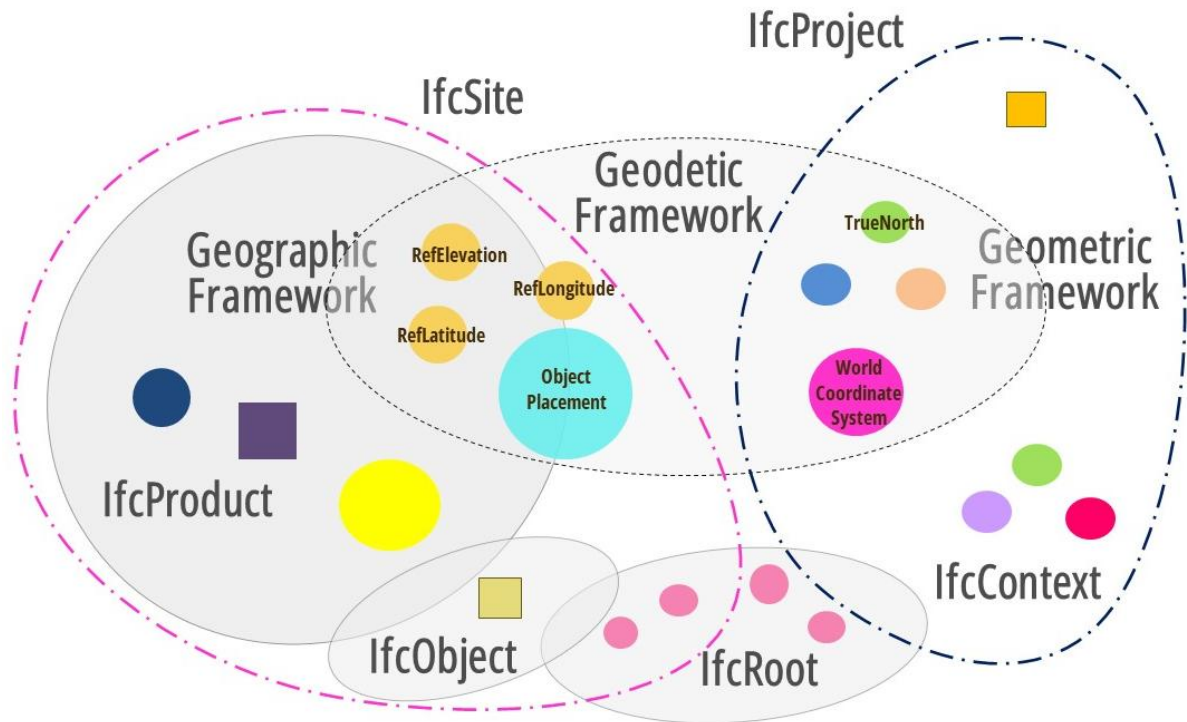 IfcProject
IfcSite
Geodetic
Framework
TrueNorth
Geographic
Framework
RefElevation
RefLongitude
RefLatitude
Geometric
Framework
Object
Placement
World
Coordinate
System
IfcProduct
IfcContext
IfcObject
IfcRoot